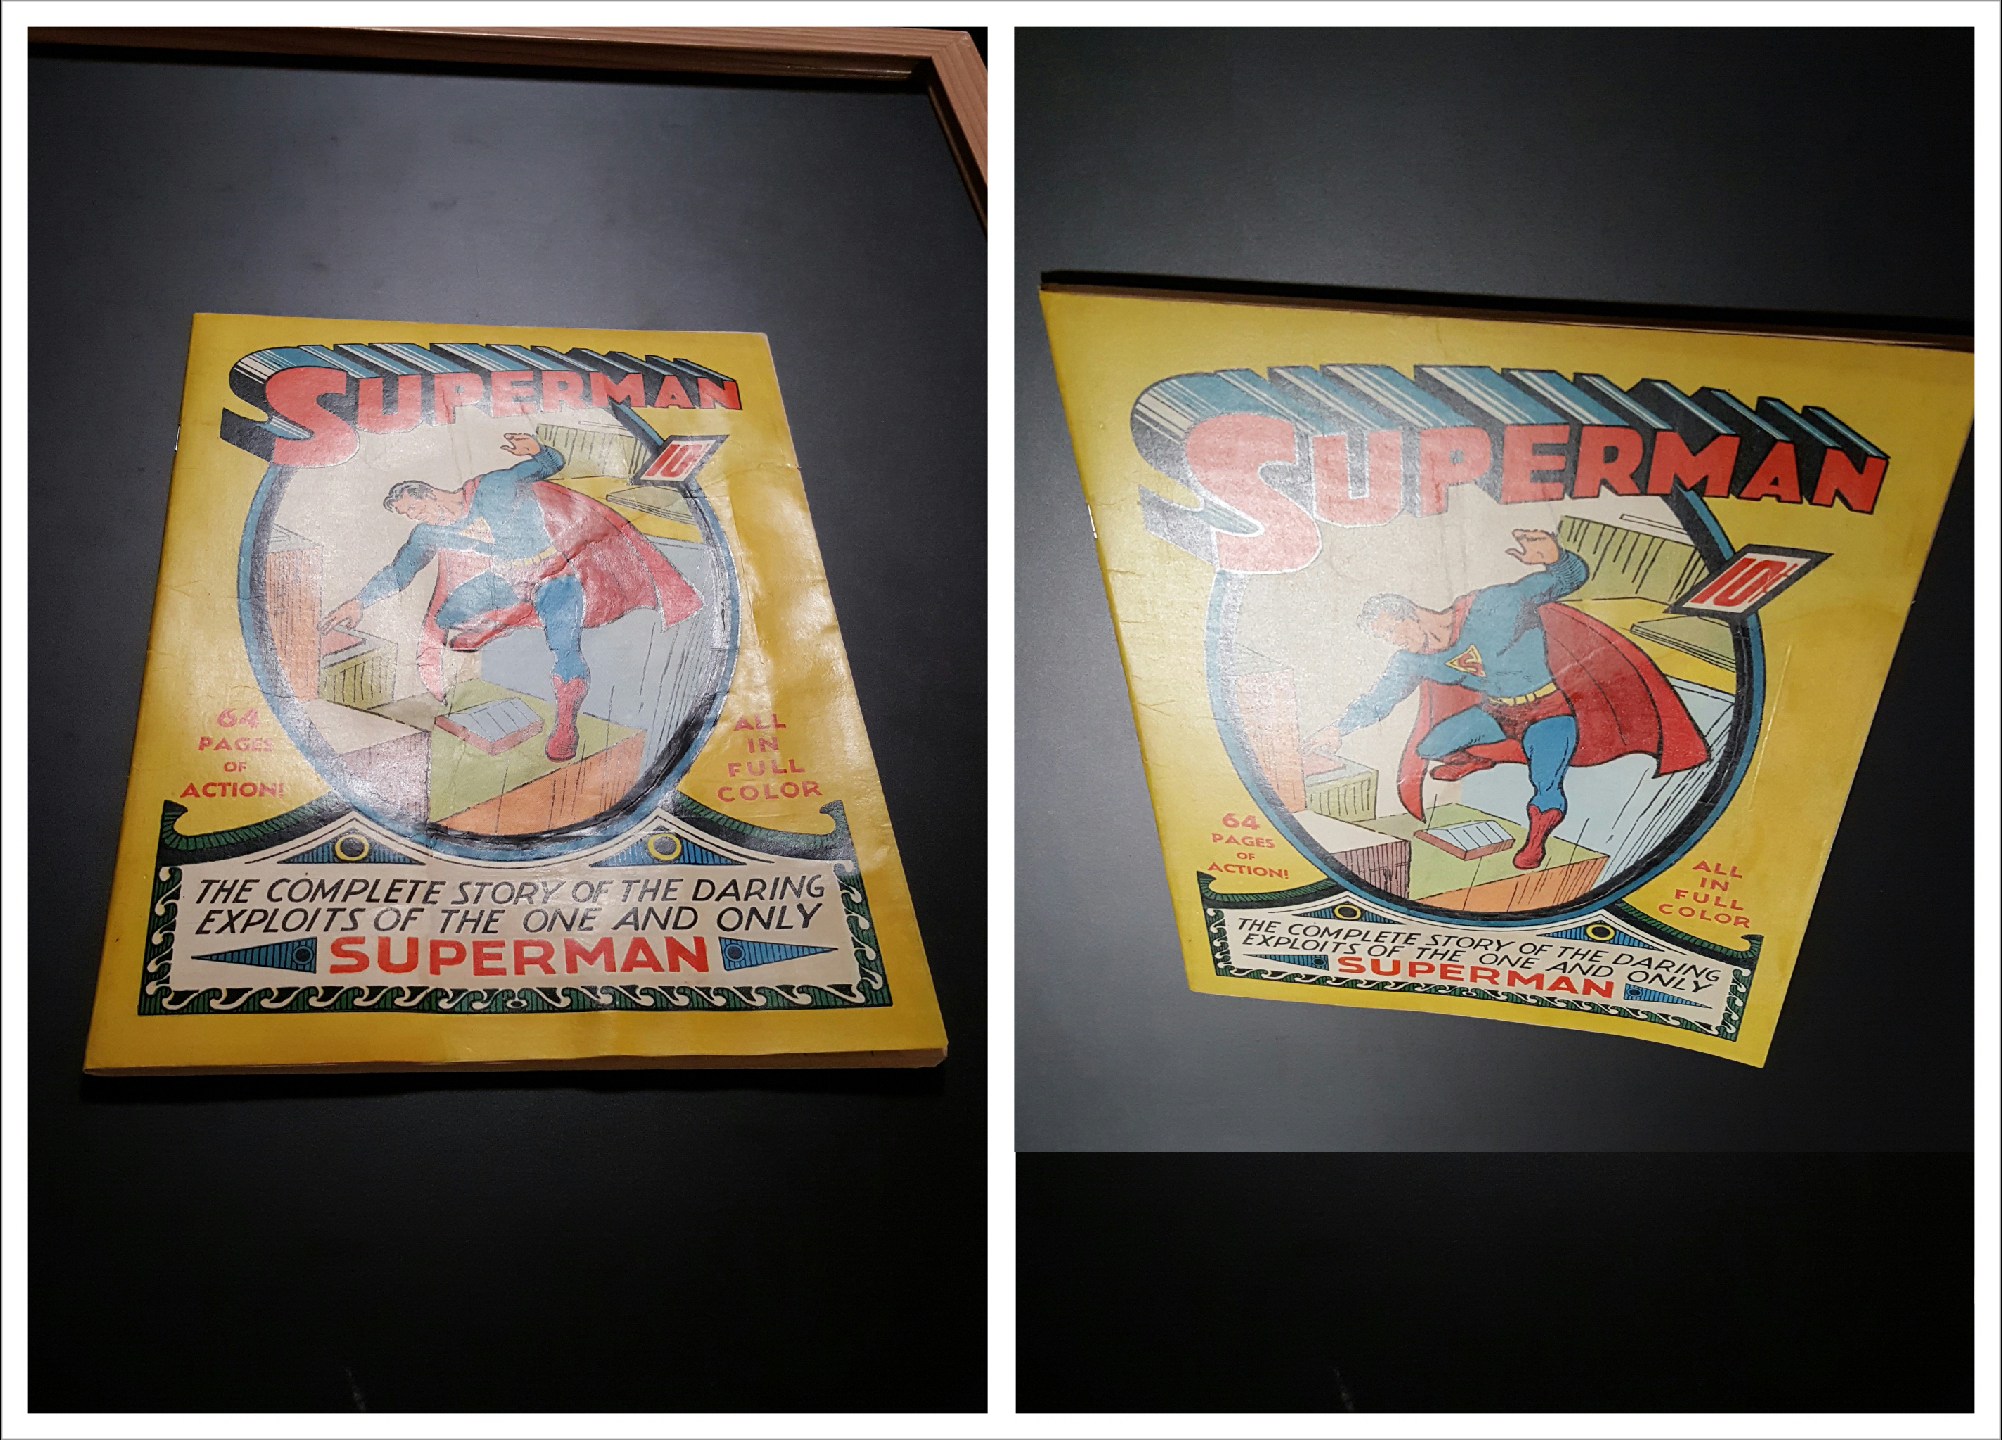 SUPERMAN
10¢
64
PAGES
OF
ACTION!
ALL
IN
FULL
COLOR
THE COMPLETE STORY OF THE DARING
EXPLOITS OF THE ONE AND ONLY
SUPERMAN
SUPERMAN
10¢
S
64
PAGES
OF
ACTION!
ALL
IN
FULL
COLOR
THE COMPLETE STORY OF THE DARING
EXPLOITS OF THE ONE AND ONLY
SUPERMAN